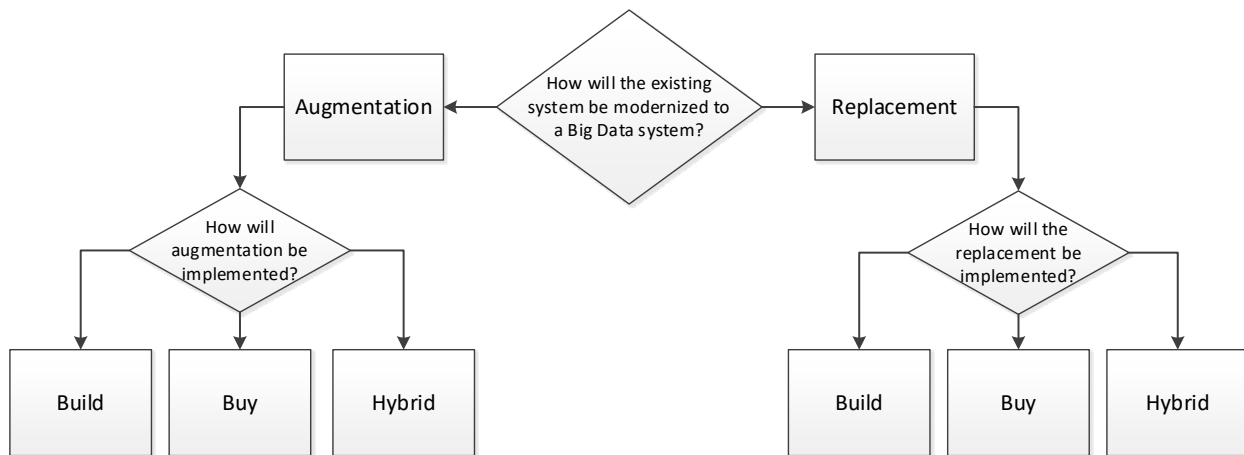 How will the existing
system be modernized to
a Big Data system?
Augmentation
Replacement
How will
augmentation be
implemented?
How will the
replacement be
implemented?
Build
Buy
Hybrid
Build
Buy
Hybrid